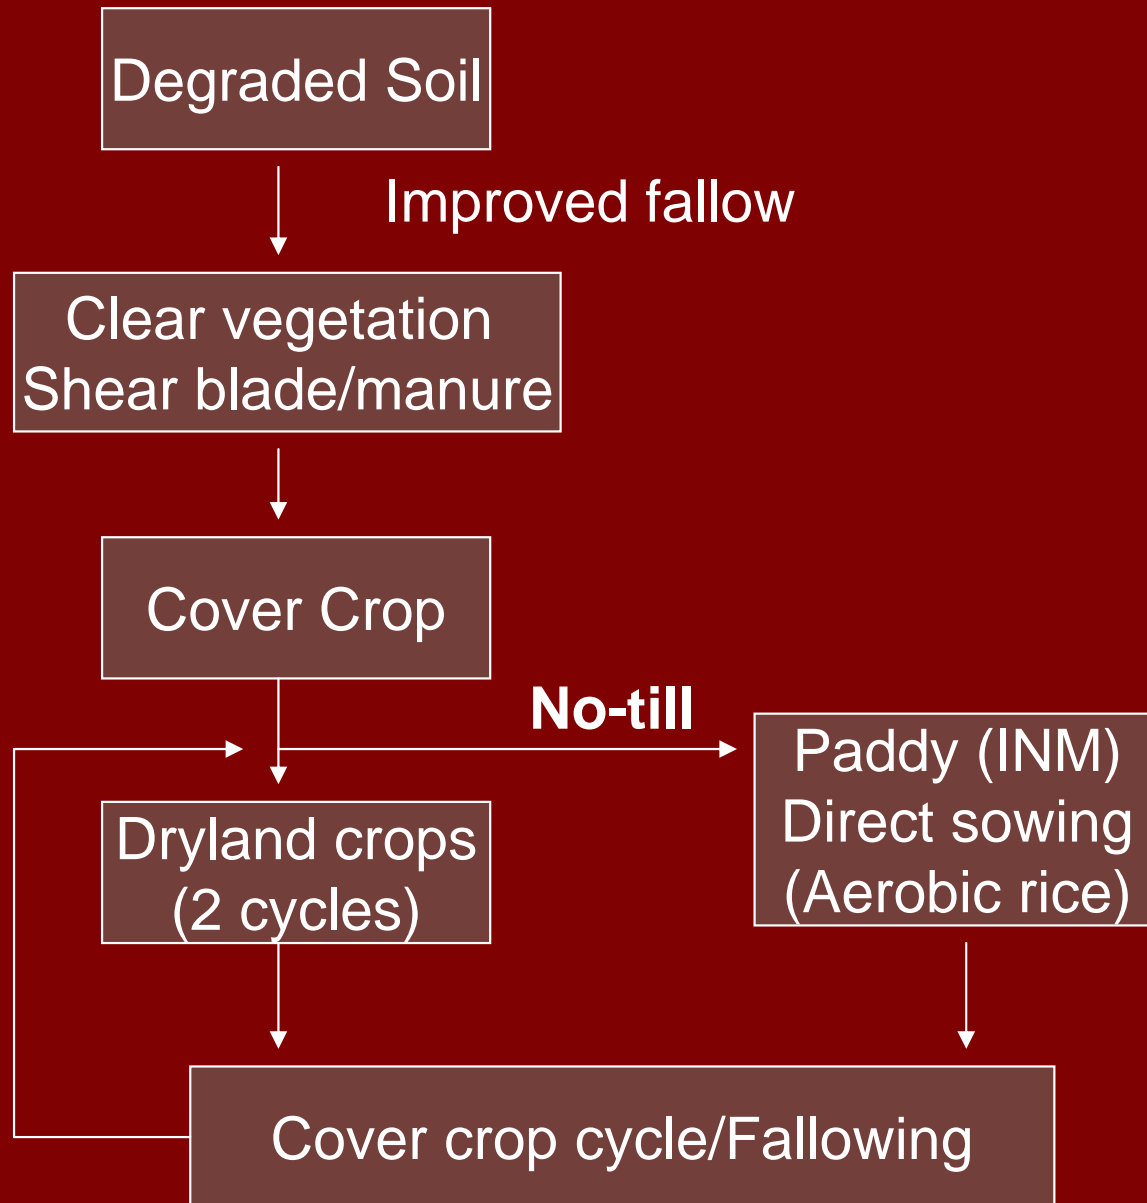 Degraded Soil
Improved fallow
Clear vegetation
Shear blade/manure
Cover Crop
No-till
Paddy (INM)
Direct sowing
(Aerobic rice)
Dryland crops
(2 cycles)
Cover crop cycle/Fallowing